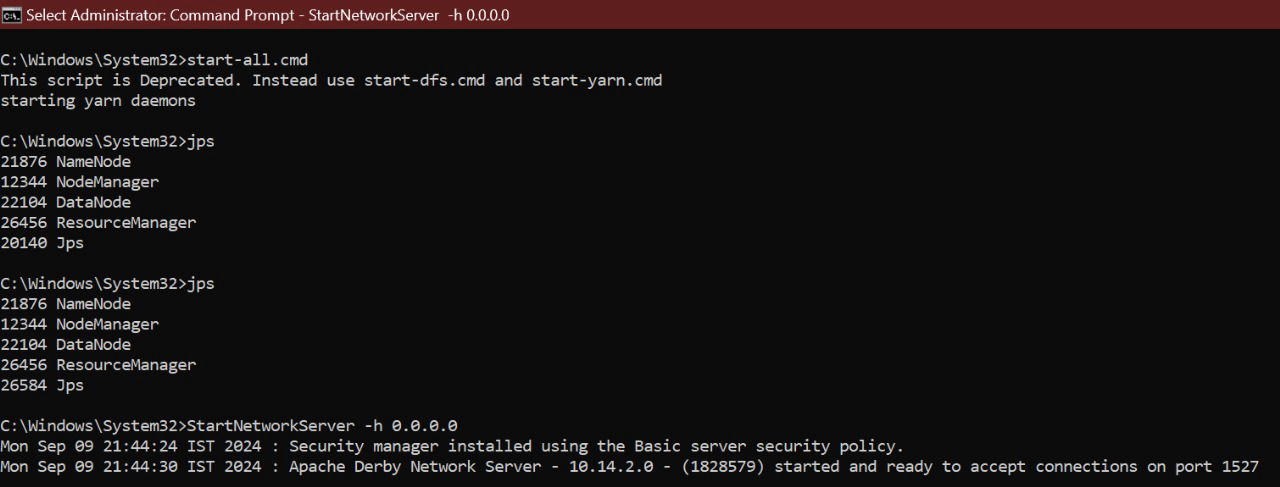 Select Administrator: Command Prompt - StartNetworkServer -h 0.0.0.0
C:\Windows\System32>start-all.cmd
This script is Deprecated. Instead use start-dfs.cmd and start-yarn.cmd
starting yarn daemons
C:\Windows\System32>jps
21876 NameNode
12344 NodeManager
22104 DataNode
26456 ResourceManager
20140 Jps
C:\Windows\System32>jps
21876 NameNode
12344 NodeManager
22104 DataNode
26456 ResourceManager
26584 Jps
C:\Windows\System32>StartNetworkServer -h 0.0.0.0
Mon Sep 09 21:44:24 IST 2024 : Security manager installed using the Basic server security policy.
Mon Sep 09 21:44:30 IST 2024 : Apache Derby Network Server - 10.14.2.0 - (1828579) started and ready to accept connections on port 1527